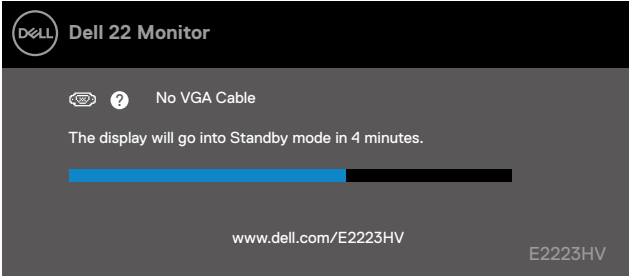 DELL Dell 22 Monitor
? No VGA Cable
The display will go into Standby mode in 4 minutes.
www.dell.com/E2223HV
E2223HV